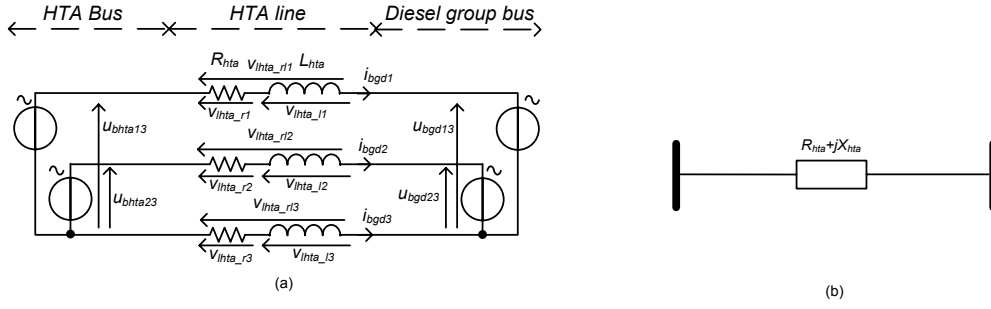 HTA Bus HTA line Diesel group bus
R_hta v_lhta_rl1 L_hta i_bgd1
v_lhta_r1 v_lhta_l1
u_bhta13 u_bgd13
v_lhta_rl2 i_bgd2
v_lhta_r2 v_lhta_l2
u_bhta23 u_bgd23
v_lhta_rl3 i_bgd3
v_lhta_r3 v_lhta_l3
(a)
R_hta+jX_hta
(b)